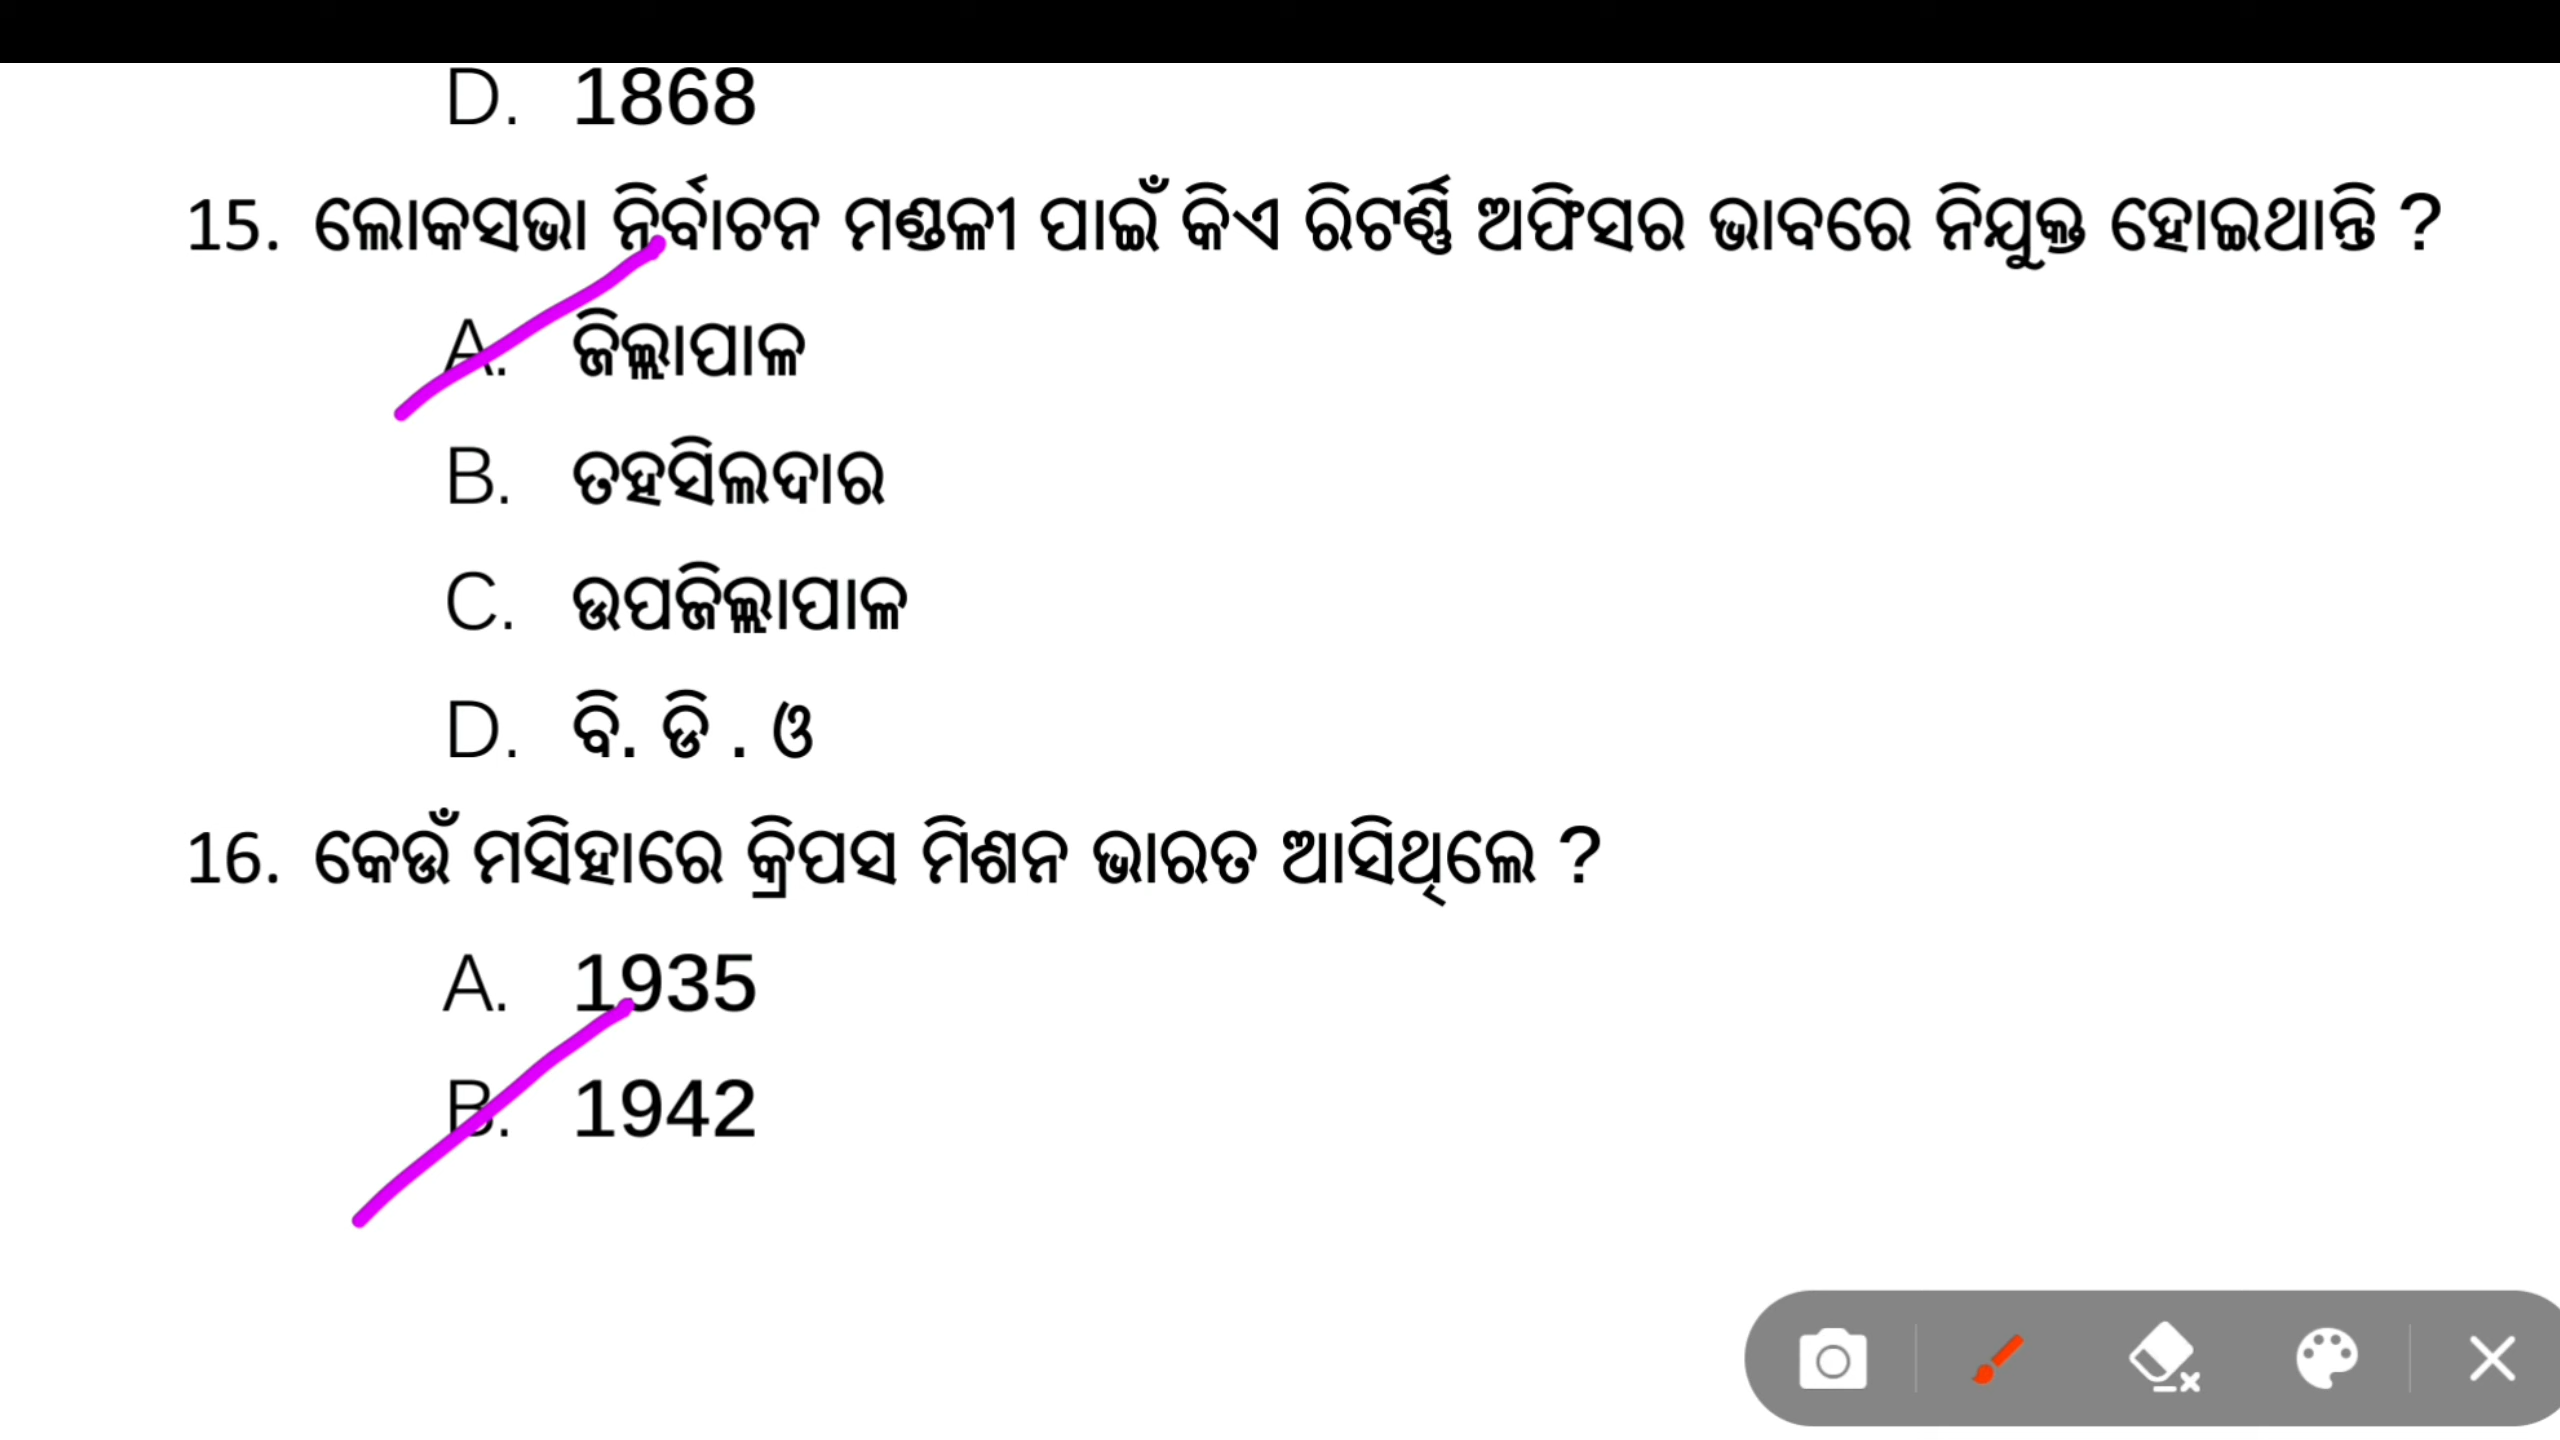 D. 1868
15. ଲୋକସଭା ନିର୍ବାଚନ ମଣ୍ଡଳୀ ପାଇଁ କିଏ ରିଟର୍ଣ୍ଣି ଅଫିସର ଭାବରେ ନିଯୁକ୍ତ ହୋଇଥାନ୍ତି ?
A. ଜିଲ୍ଲାପାଳ
B. ତହସିଲଦାର
C. ଉପଜିଲ୍ଲାପାଳ
D. ବି. ଡି . ଓ
16. କେଉଁ ମସିହାରେ କ୍ରିପସ ମିଶନ ଭାରତ ଆସିଥିଲେ ?
A. 1935
B. 1942